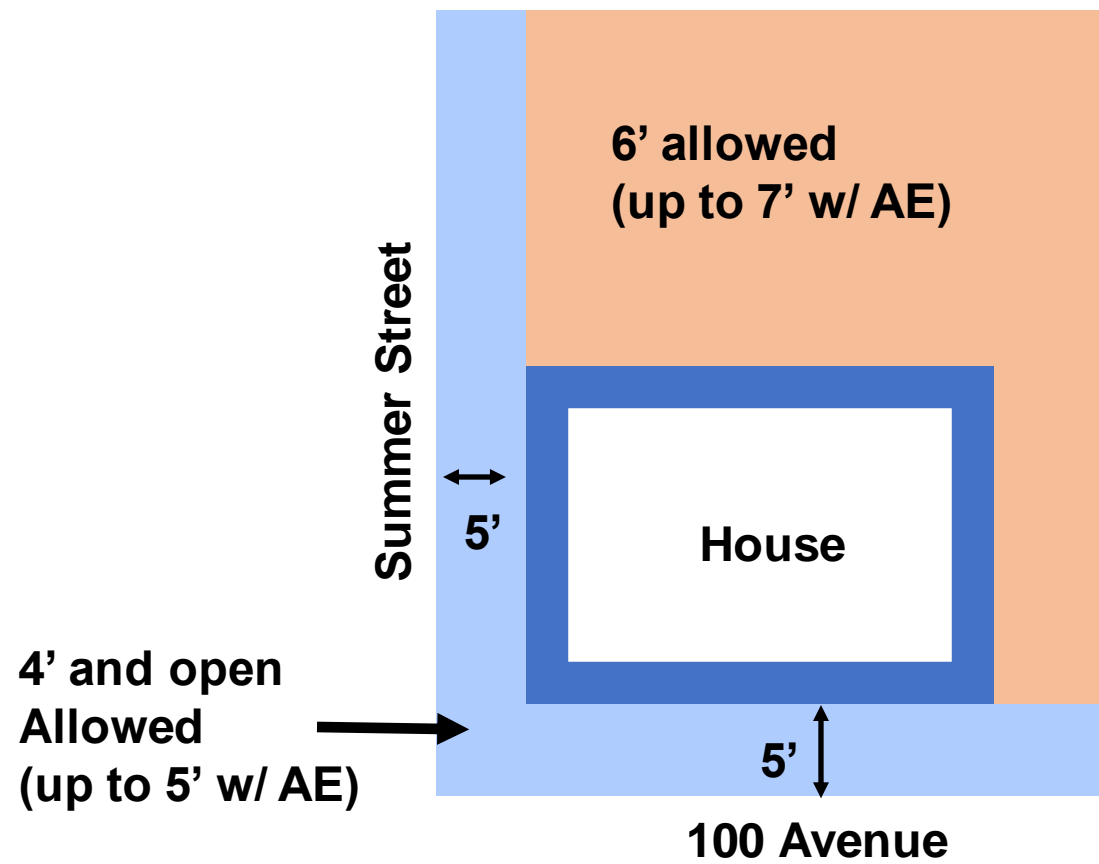 6’ allowed
(up to 7’ w/ AE)
Summer Street
5’
House
4’ and open
Allowed
(up to 5’ w/ AE)
5’
100 Avenue